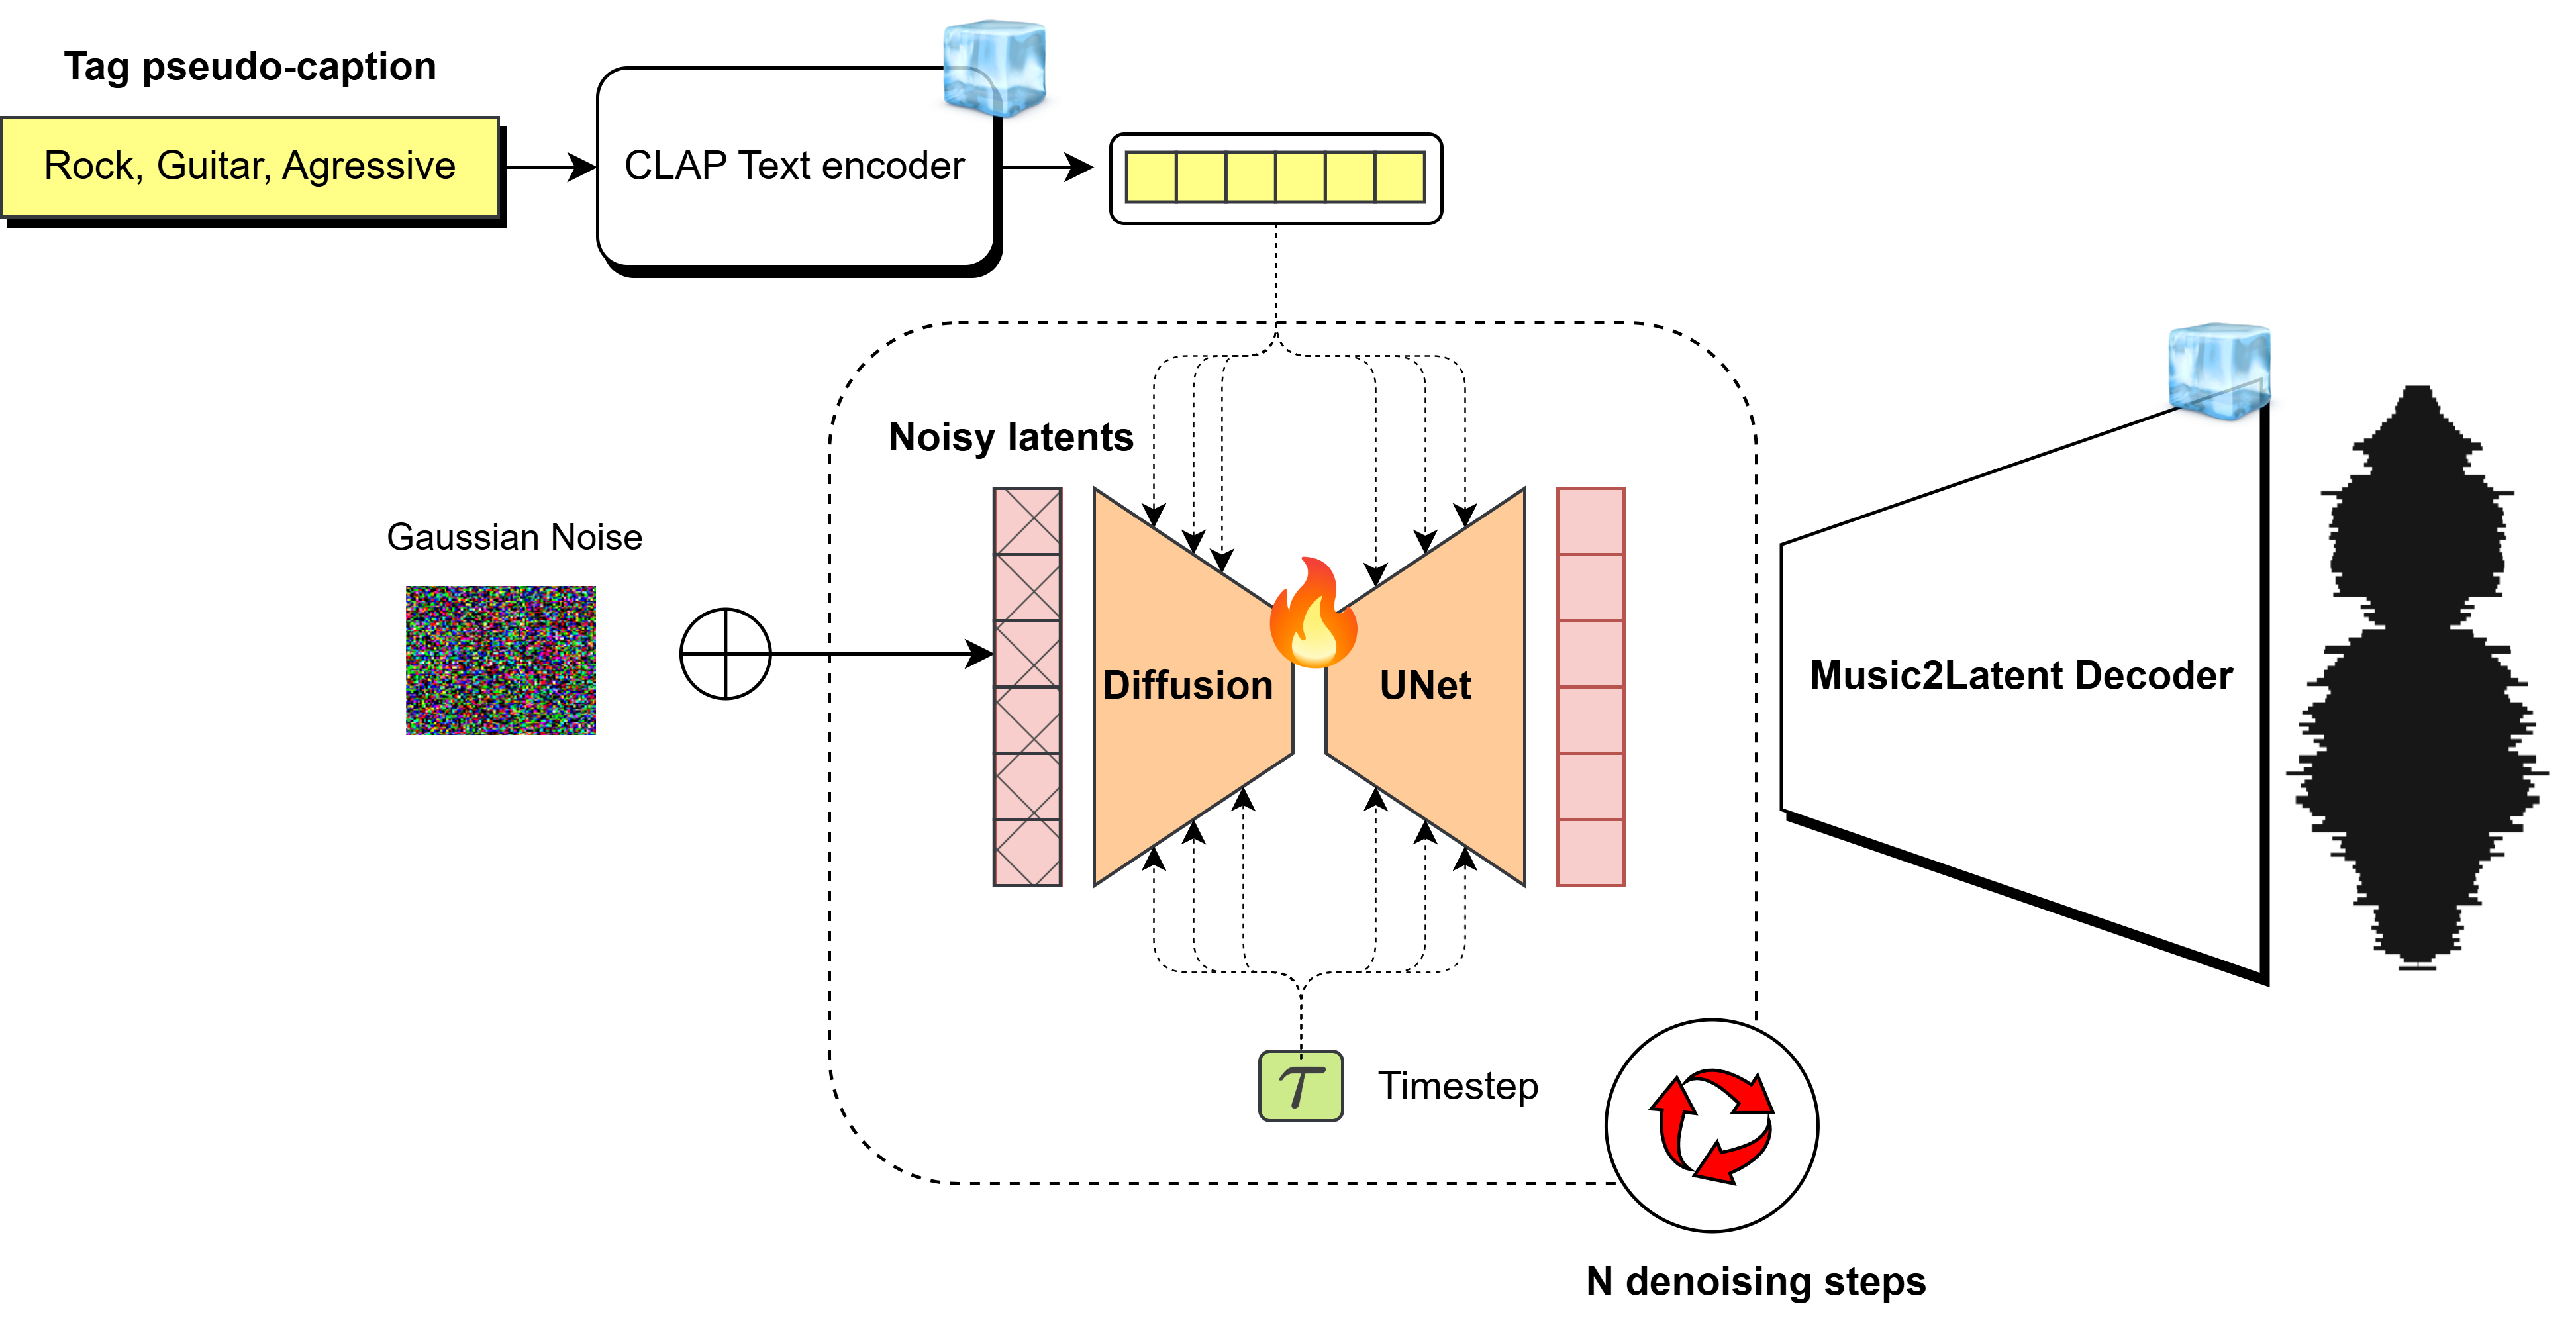 Tag pseudo-caption
Rock, Guitar, Agressive
CLAP Text encoder
Noisy latents
Gaussian Noise
Diffusion
UNet
Music2Latent Decoder
τ
Timestep
N denoising steps